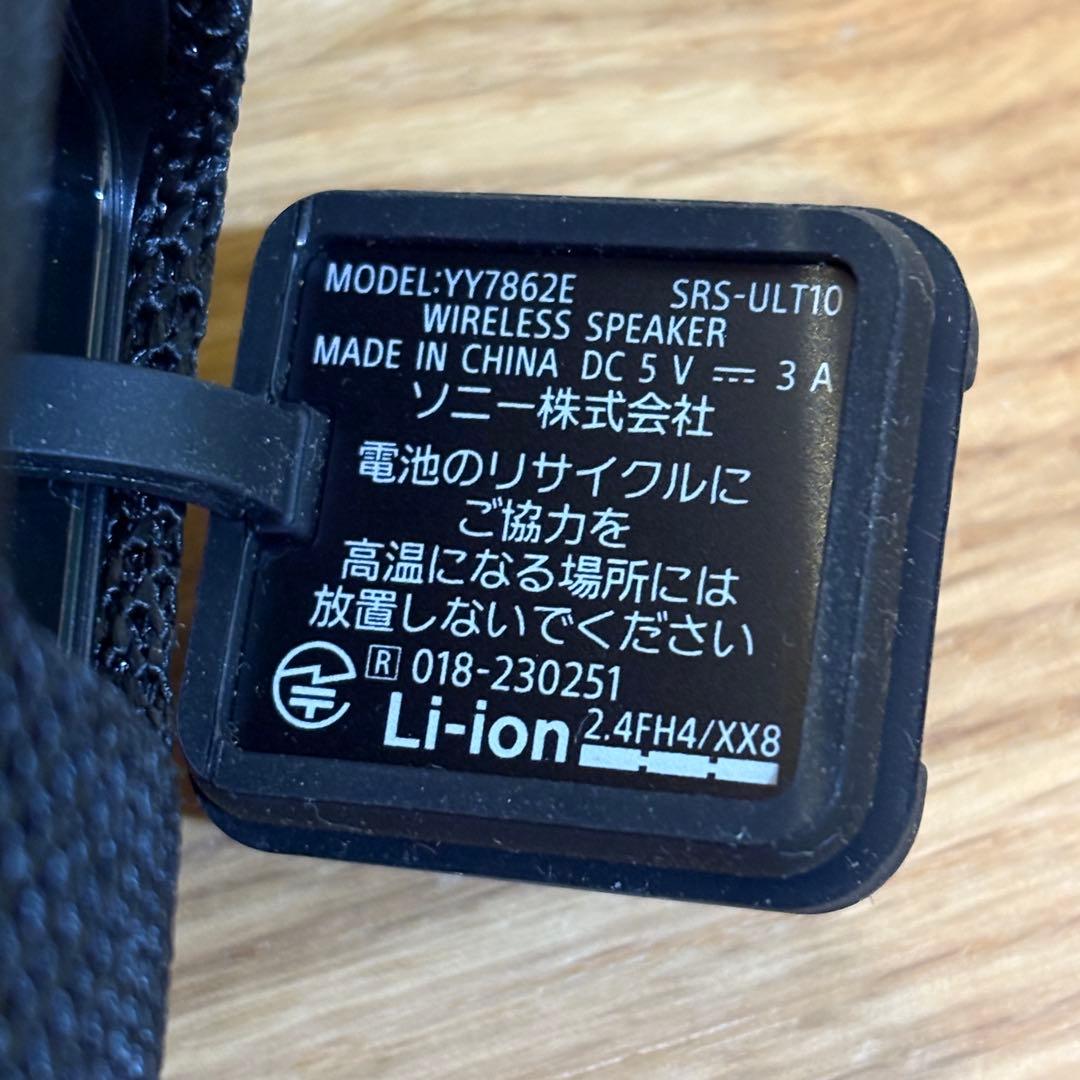 MODEL:YY7862E SRS-ULT10
WIRELESS SPEAKER
MADE IN CHINA DC 5 V ⎓ 3 A
ソニー株式会社
電池のリサイクルに
ご協力を
高温になる場所には
放置しないでください
R 018-230251
Li-ion 2.4FH4/XX8